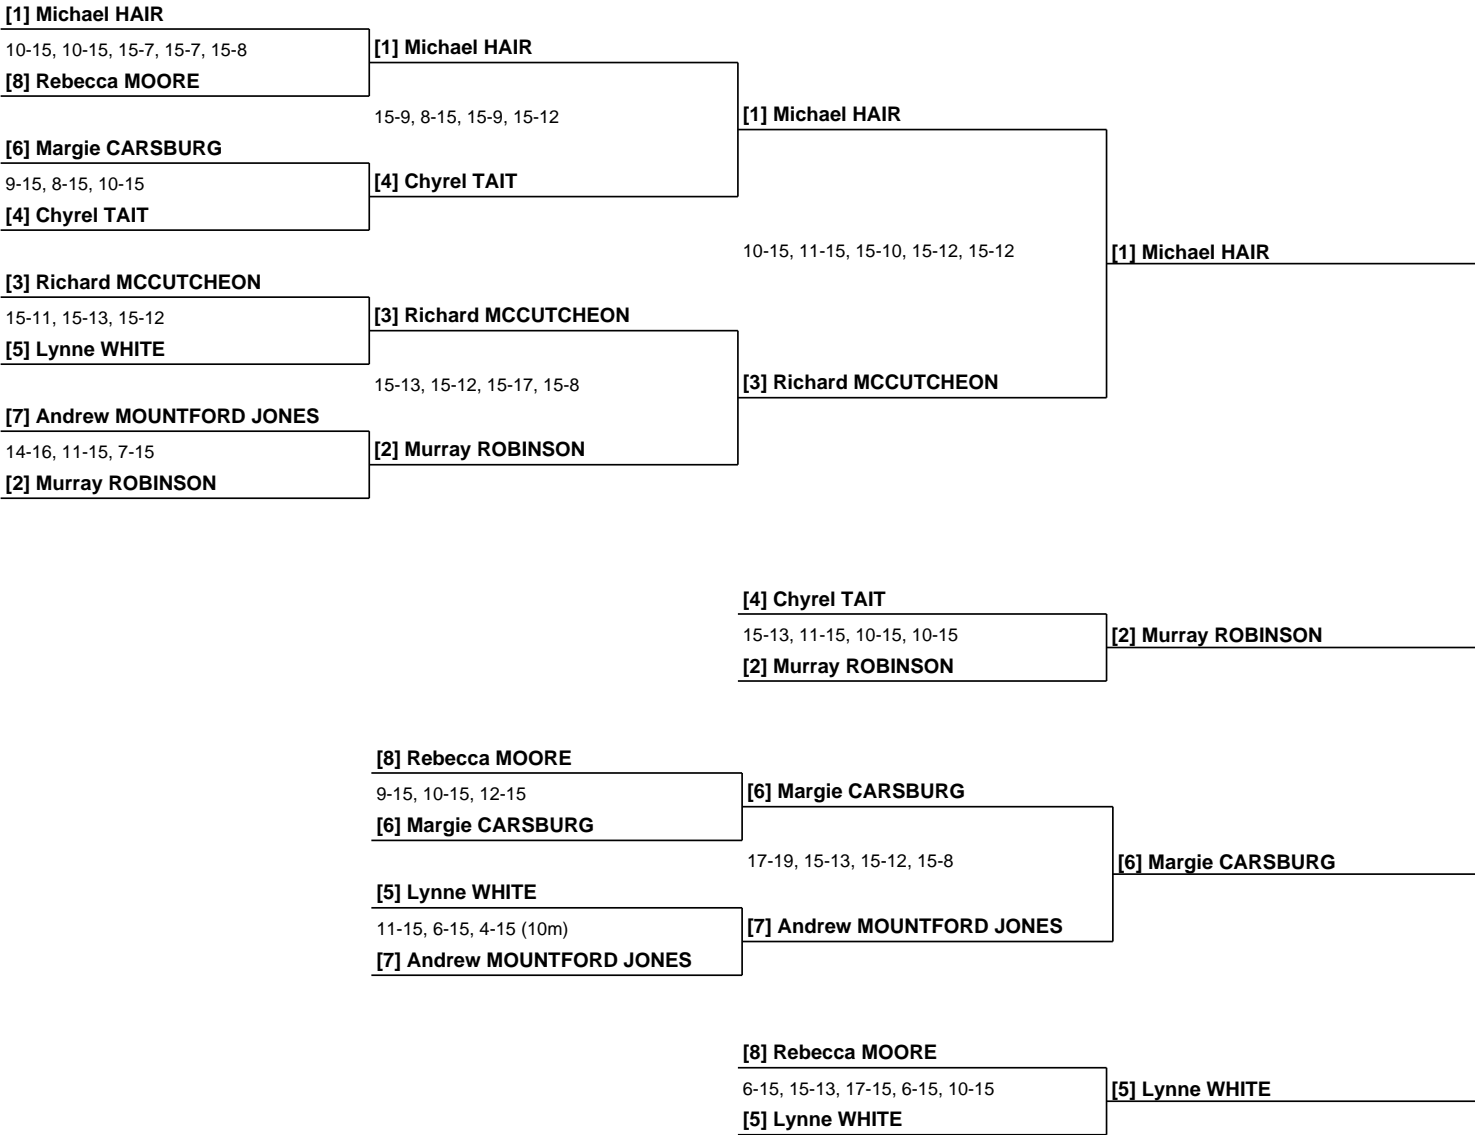 [1] Michael HAIR
10-15, 10-15, 15-7, 15-7, 15-8
[8] Rebecca MOORE
[1] Michael HAIR
15-9, 8-15, 15-9, 15-12
[6] Margie CARSBURG
9-15, 8-15, 10-15
[4] Chyrel TAIT
[4] Chyrel TAIT
[1] Michael HAIR
10-15, 11-15, 15-10, 15-12, 15-12
[1] Michael HAIR
[3] Richard MCCUTCHEON
15-11, 15-13, 15-12
[5] Lynne WHITE
[3] Richard MCCUTCHEON
15-13, 15-12, 15-17, 15-8
[3] Richard MCCUTCHEON
[7] Andrew MOUNTFORD JONES
14-16, 11-15, 7-15
[2] Murray ROBINSON
[2] Murray ROBINSON
[4] Chyrel TAIT
15-13, 11-15, 10-15, 10-15
[2] Murray ROBINSON
[2] Murray ROBINSON
[8] Rebecca MOORE
9-15, 10-15, 12-15
[6] Margie CARSBURG
[6] Margie CARSBURG
17-19, 15-13, 15-12, 15-8
[6] Margie CARSBURG
[5] Lynne WHITE
11-15, 6-15, 4-15 (10m)
[7] Andrew MOUNTFORD JONES
[7] Andrew MOUNTFORD JONES
[8] Rebecca MOORE
6-15, 15-13, 17-15, 6-15, 10-15
[5] Lynne WHITE
[5] Lynne WHITE